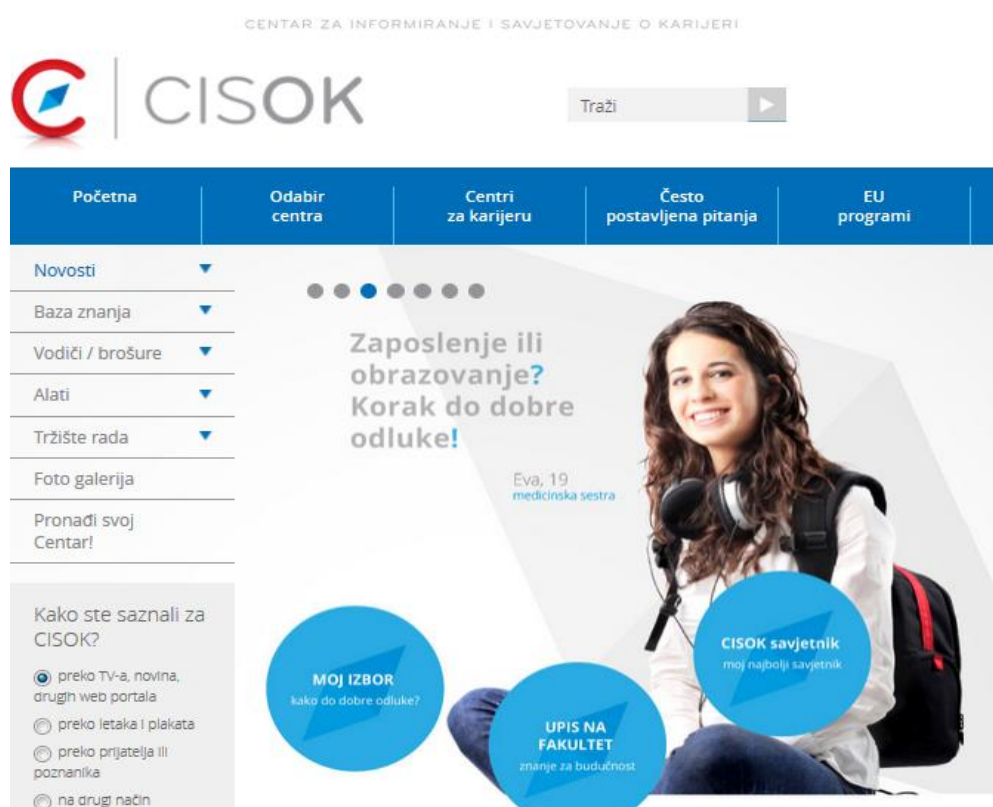 CENTAR ZA INFORMIRANJE I SAVJETOVANJE O KARIJERI
CISOK
Traži
Početna
Odabir
centra
Centri
za karijeru
Često
postavljena pitanja
EU
programi
Novosti
Baza znanja
Vodiči / brošure
Alati
Tržište rada
Foto galerija
Pronađi svoj
Centar!
Zaposlenje ili
obrazovanje?
Korak do dobre
odluke!
Eva, 19
medicinska sestra
MOJ IZBOR
kako do dobre odluke?
UPIS NA
FAKULTET
znanje za budućnost
CISOK savjetnik
moj najbolji savjetnik
Kako ste saznali za
CISOK?
preko TV-a, novina,
drugih web portala
preko letaka i plakata
preko prijatelja ili
poznanika
na drugi način